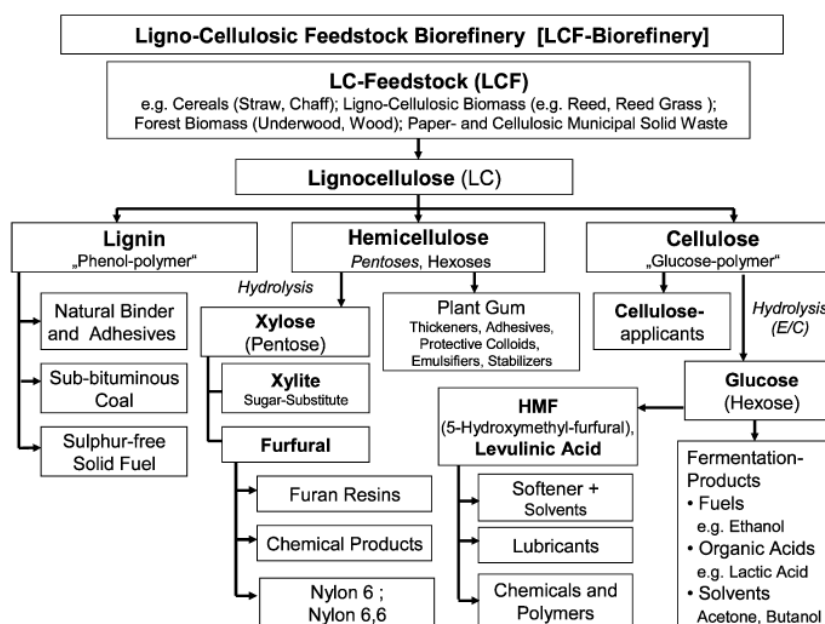 Ligno-Cellulosic Feedstock Biorefinery [LCF-Biorefinery]
LC-Feedstock (LCF)
e.g. Cereals (Straw, Chaff); Ligno-Cellulosic Biomass (e.g. Reed, Reed Grass );
Forest Biomass (Underwood, Wood); Paper- and Cellulosic Municipal Solid Waste
Lignocellulose (LC)
Lignin
„Phenol-polymer“
Hemicellulose
Pentoses, Hexoses
Cellulose
„Glucose-polymer“
Natural Binder
and Adhesives
Sub-bituminous
Coal
Sulphur-free
Solid Fuel
Hydrolysis
Xylose
(Pentose)
Xylite
Sugar-Substitute
Furfural
Furan Resins
Chemical Products
Nylon 6 ;
Nylon 6,6
Plant Gum
Thickeners, Adhesives,
Protective Colloids,
Emulsifiers, Stabilizers
Cellulose-
applicants
Hydrolysis
(E/C)
Glucose
(Hexose)
HMF
(5-Hydroxymethyl-furfural),
Levulinic Acid
Softener +
Solvents
Lubricants
Chemicals and
Polymers
Fermentation-
Products
• Fuels
e.g. Ethanol
• Organic Acids
e.g. Lactic Acid
• Solvents
Acetone, Butanol